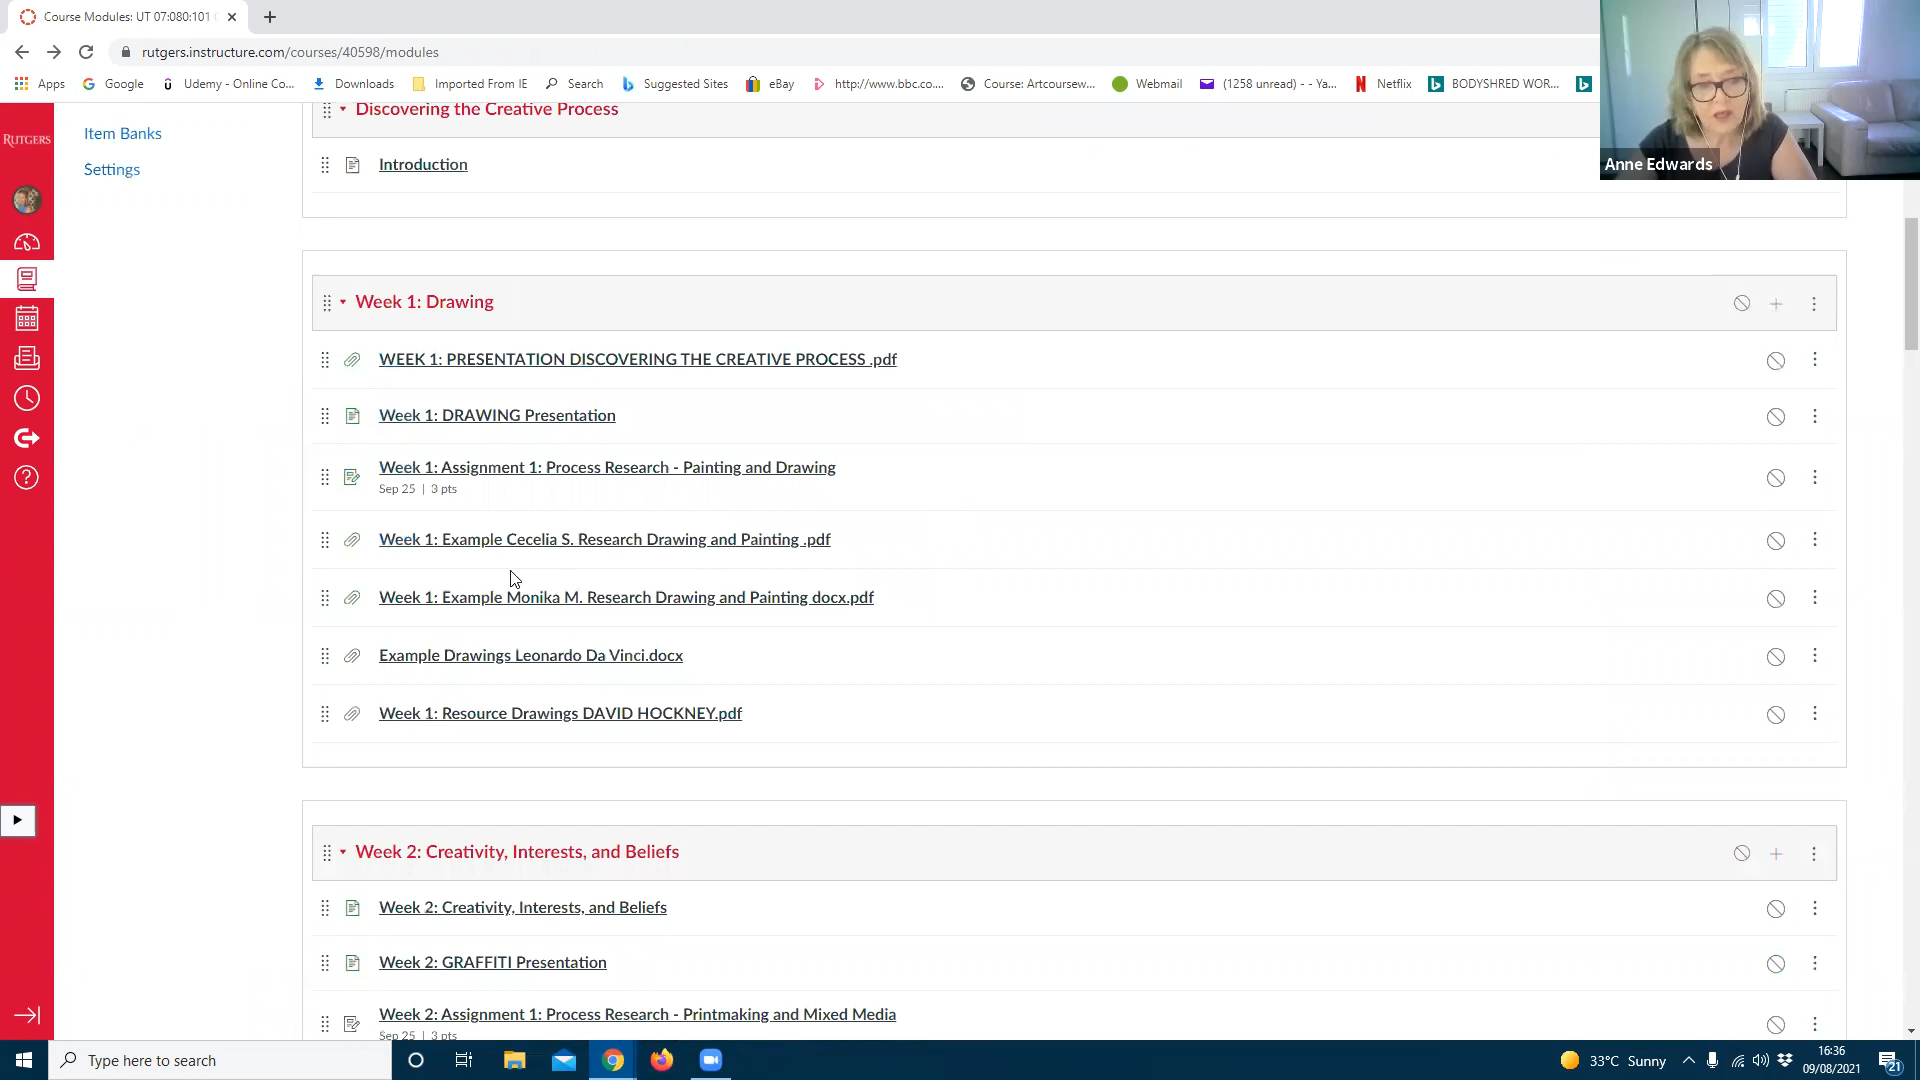 Course Modules: UT 07:080:101
rutgers.instructure.com/courses/40598/modules
Apps
Google
Udemy - Online Co...
Downloads
Imported From IE
Search
Suggested Sites
eBay
http://www.bbc.co....
Course: Artcoursew...
Webmail
(1258 unread) - - Ya...
Netflix
BODYSHRED WOR...
Anne Edwards
RUTGERS
Item Banks
Settings
Discovering the Creative Process
Introduction
Week 1: Drawing
WEEK 1: PRESENTATION DISCOVERING THE CREATIVE PROCESS .pdf
Week 1: DRAWING Presentation
Week 1: Assignment 1: Process Research - Painting and Drawing
Sep 25 | 3 pts
Week 1: Example Cecelia S. Research Drawing and Painting .pdf
Week 1: Example Monika M. Research Drawing and Painting docx.pdf
Example Drawings Leonardo Da Vinci.docx
Week 1: Resource Drawings DAVID HOCKNEY.pdf
Week 2: Creativity, Interests, and Beliefs
Week 2: Creativity, Interests, and Beliefs
Week 2: GRAFFITI Presentation
Week 2: Assignment 1: Process Research - Printmaking and Mixed Media
Sep 25 | 3 pts
Type here to search
33°C Sunny
16:36
09/08/2021
21